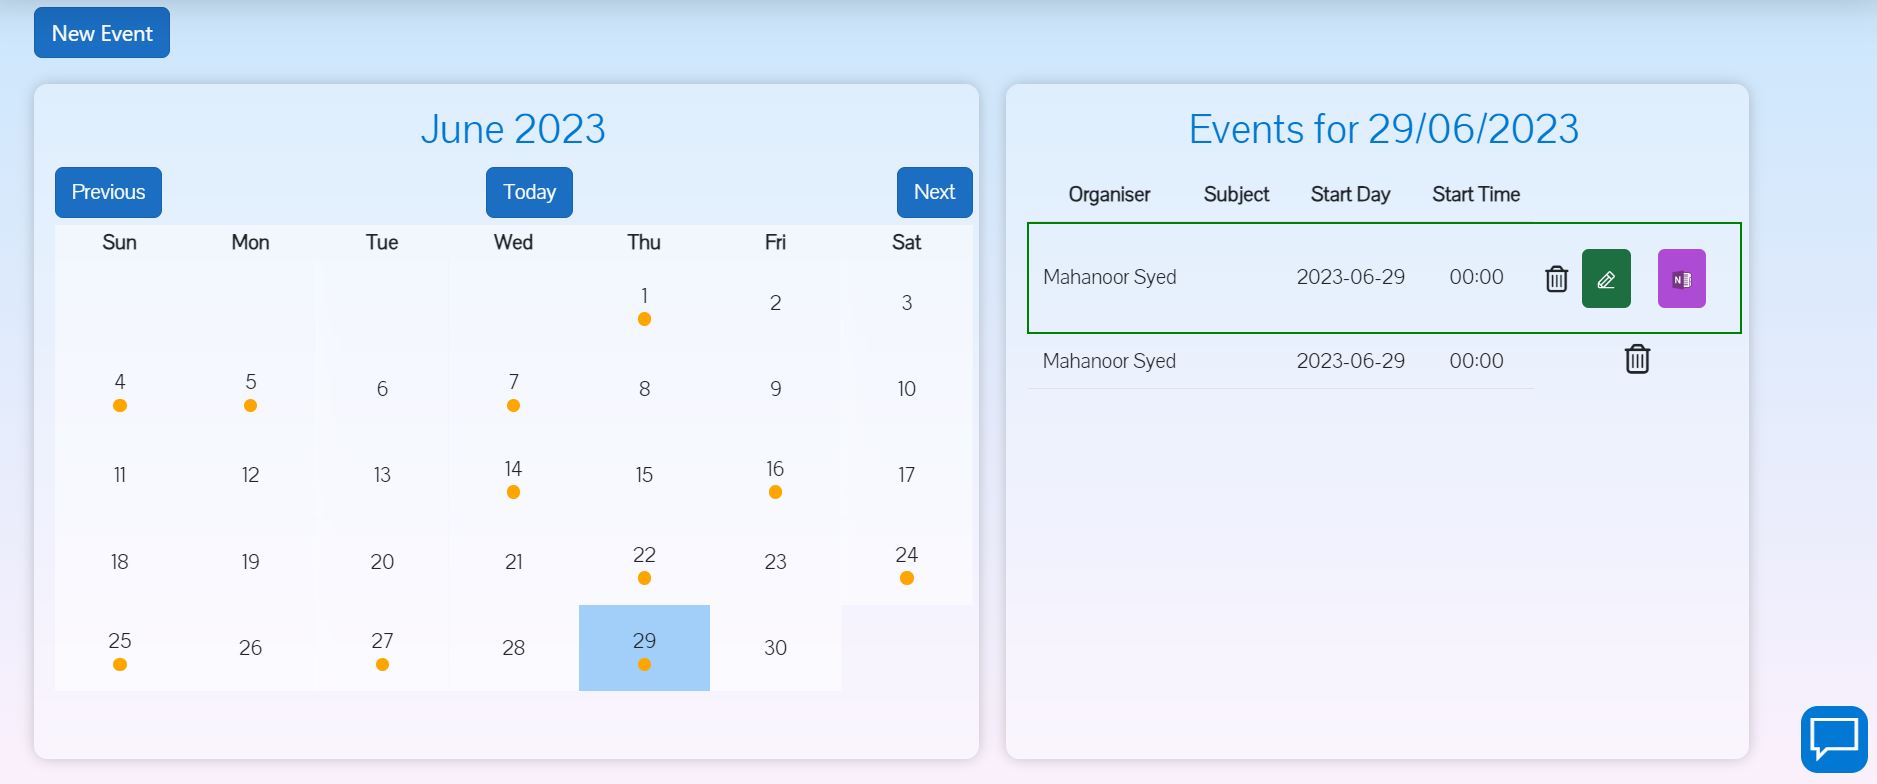 New Event
June 2023
Previous Today Next
Sun Mon Tue Wed Thu Fri Sat
1 2 3
4 5 6 7 8 9 10
11 12 13 14 15 16 17
18 19 20 21 22 23 24
25 26 27 28 29 30
Events for 29/06/2023
Organiser Subject Start Day Start Time
Mahanoor Syed 2023-06-29 00:00 N
Mahanoor Syed 2023-06-29 00:00